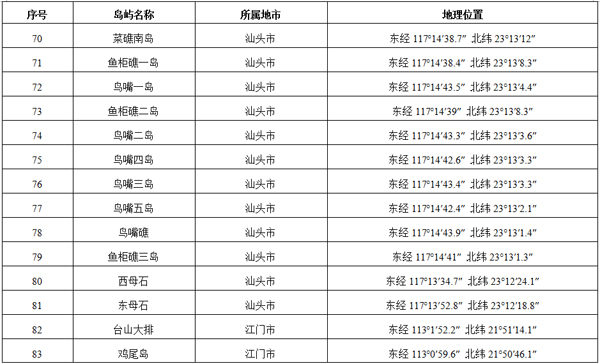 序号 岛屿名称 所属地市 地理位置
70 菜礁南岛 汕头市 东经 117°14′38.7″ 北纬 23°13′12″
71 鱼柜礁一岛 汕头市 东经 117°14′38.4″ 北纬 23°13′8.3″
72 鸟嘴一岛 汕头市 东经 117°14′43.5″ 北纬 23°13′4.4″
73 鱼柜礁二岛 汕头市 东经 117°14′39″ 北纬 23°13′8.3″
74 鸟嘴二岛 汕头市 东经 117°14′43.3″ 北纬 23°13′3.6″
75 鸟嘴四岛 汕头市 东经 117°14′42.6″ 北纬 23°13′3.3″
76 鸟嘴三岛 汕头市 东经 117°14′43.4″ 北纬 23°13′3.3″
77 鸟嘴五岛 汕头市 东经 117°14′42.4″ 北纬 23°13′2.1″
78 鸟嘴礁 汕头市 东经 117°14′43.9″ 北纬 23°13′1.4″
79 鱼柜礁三岛 汕头市 东经 117°14′41″ 北纬 23°13′1.3″
80 西母石 汕头市 东经 117°13′34.7″ 北纬 23°12′24.1″
81 东母石 汕头市 东经 117°13′52.8″ 北纬 23°12′18.8″
82 台山大排 江门市 东经 113°1′52.2″ 北纬 21°51′14.1″
83 鸡尾岛 江门市 东经 113°0′59.6″ 北纬 21°50′46.1″